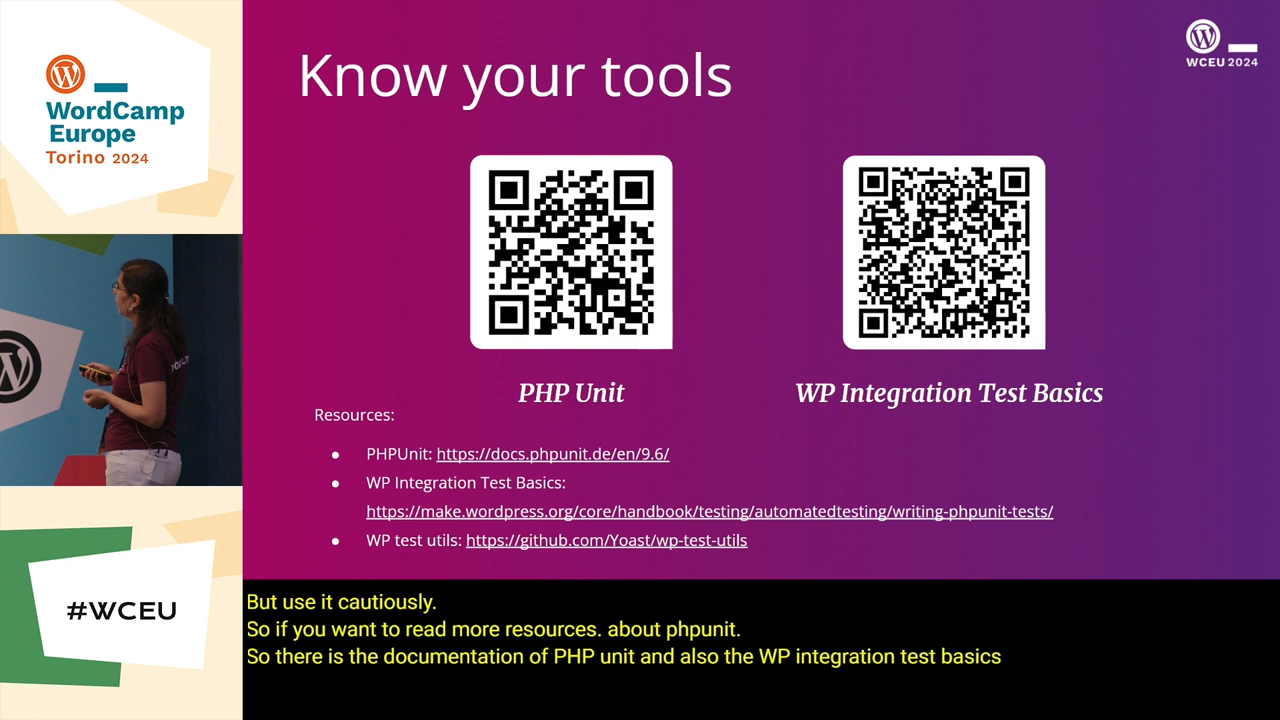 WordCamp
Europe
Torino 2024
#WCEU
Know your tools
WCEU 2024
PHP Unit
WP Integration Test Basics
Resources:
● PHPUnit: https://docs.phpunit.de/en/9.6/
● WP Integration Test Basics:
https://make.wordpress.org/core/handbook/testing/automatedtesting/writing-phpunit-tests/
● WP test utils: https://github.com/Yoast/wp-test-utils
But use it cautiously.
So if you want to read more resources. about phpunit.
So there is the documentation of PHP unit and also the WP integration test basics